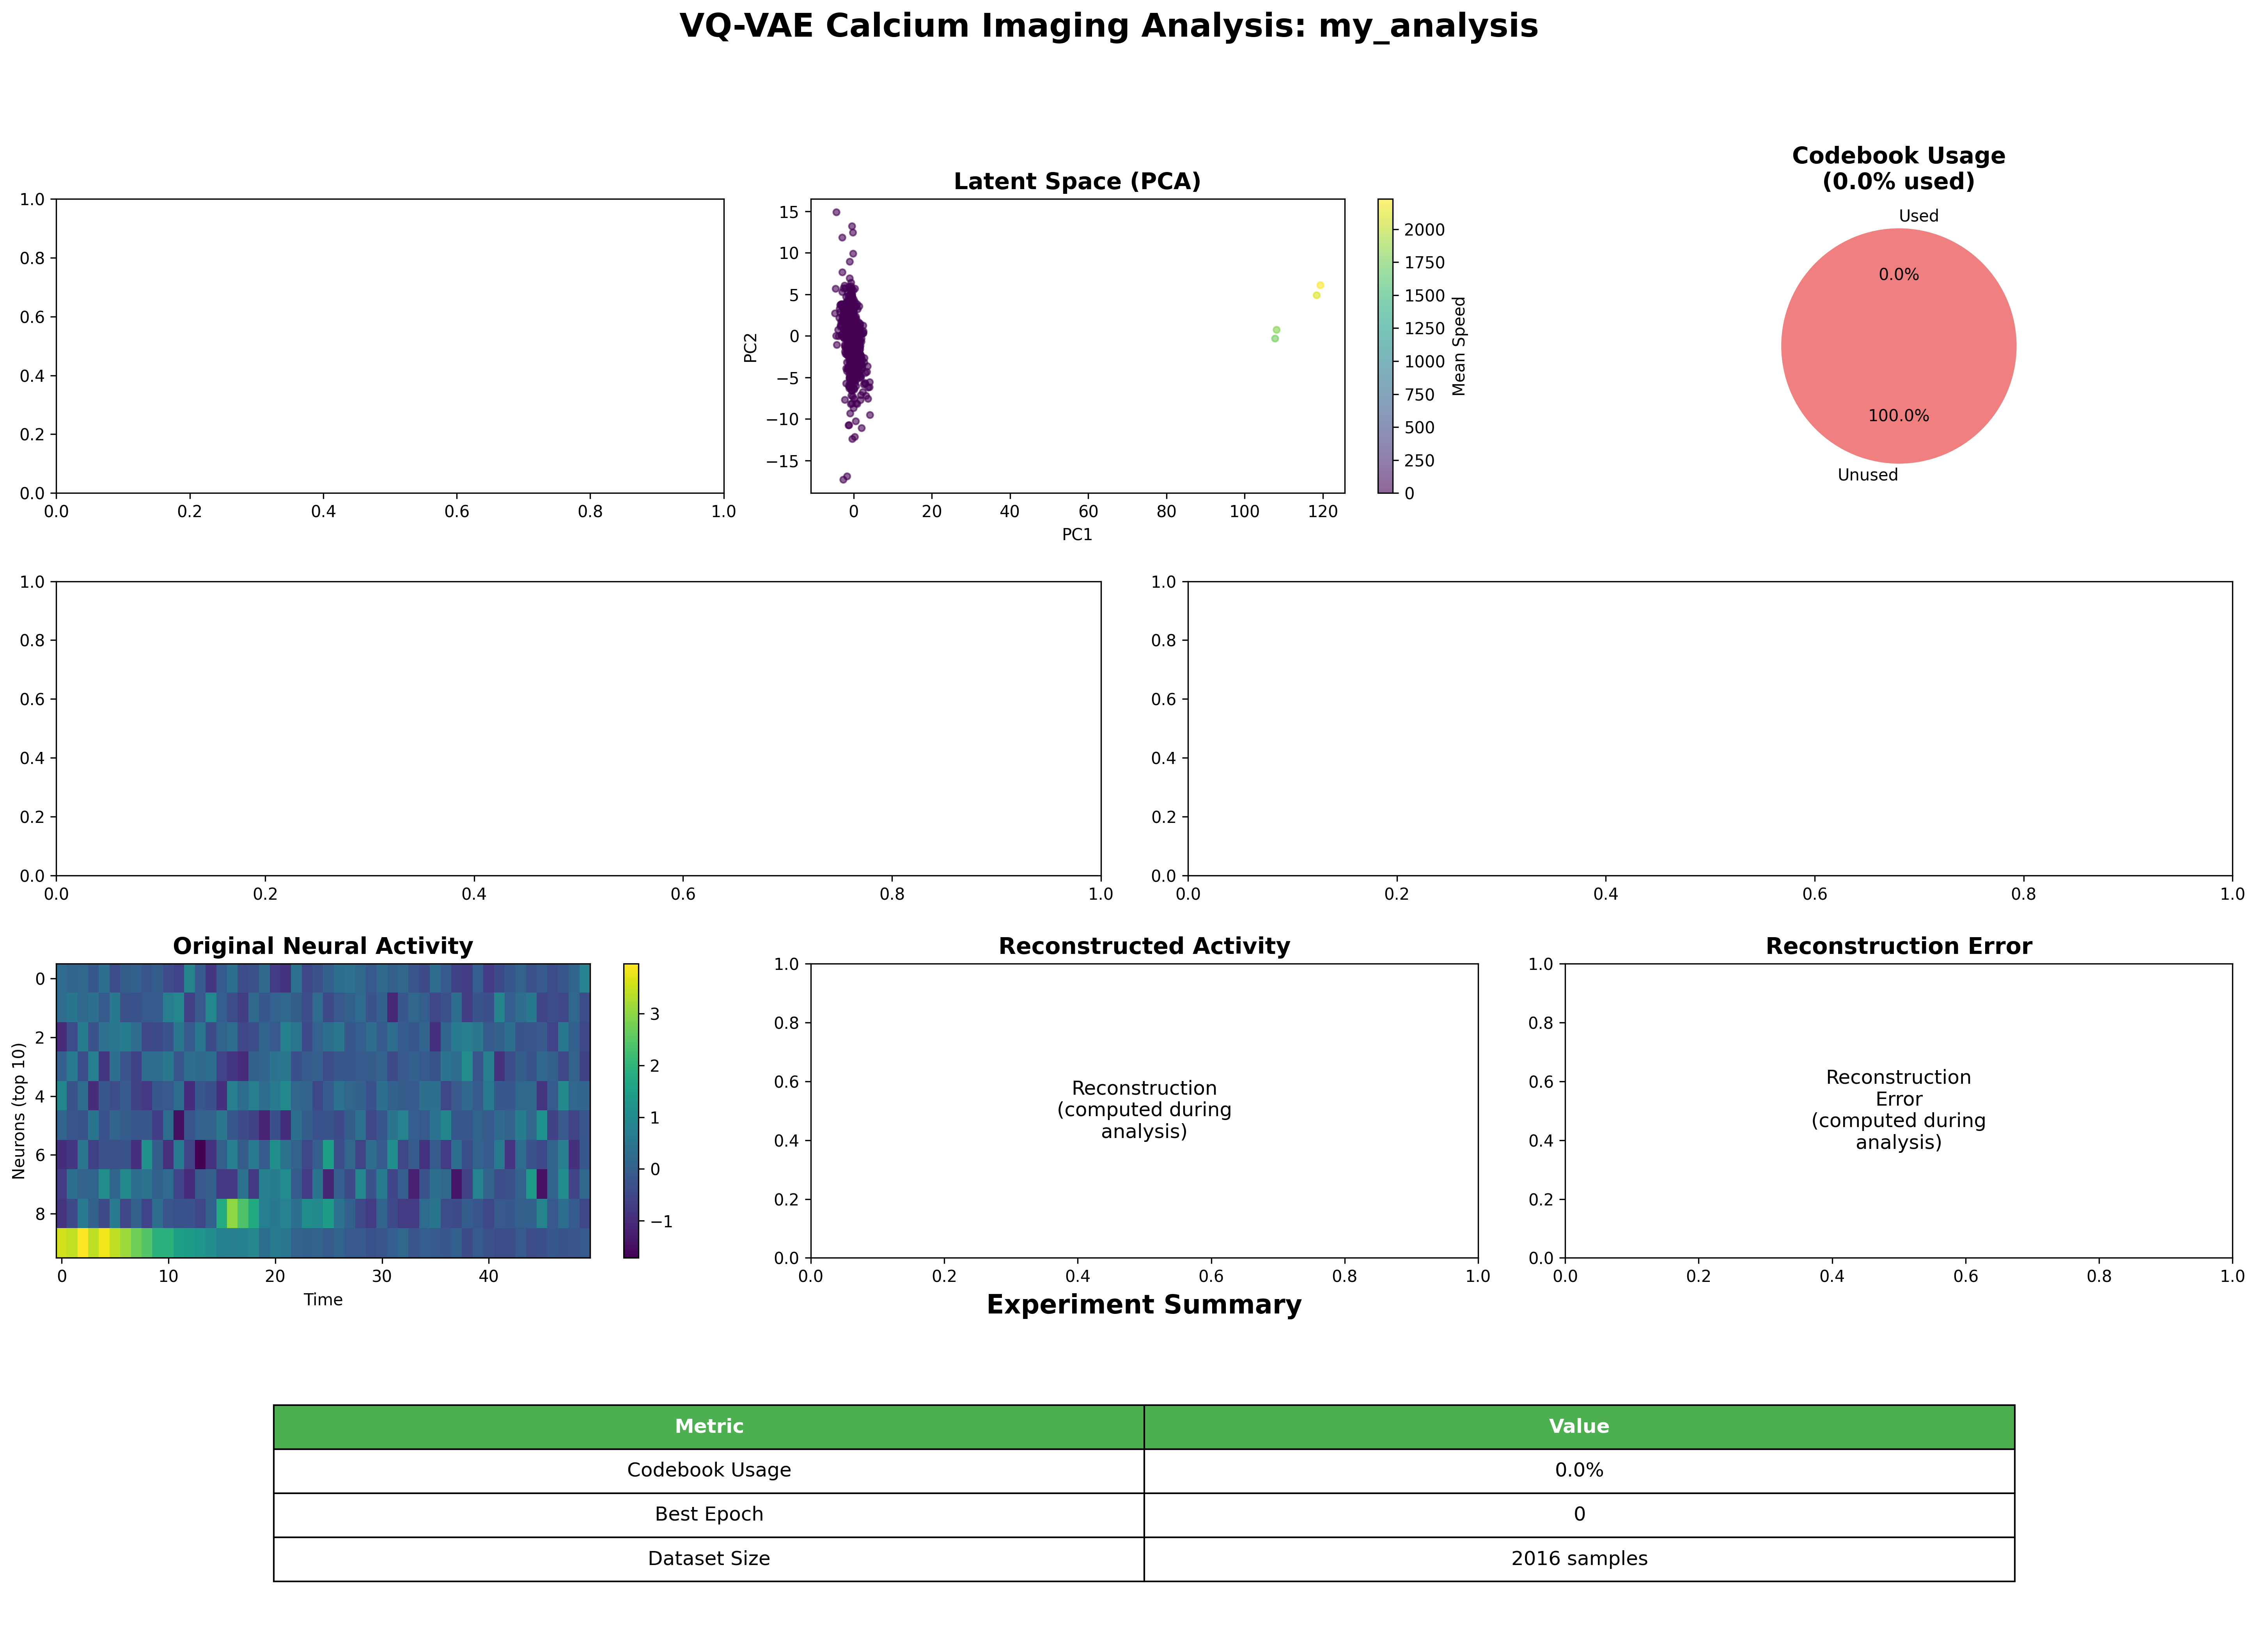 VQ-VAE Calcium Imaging Analysis: my_analysis
1.0
0.8
0.6
0.4
0.2
0.0
0.0 0.2 0.4 0.6 0.8 1.0
Latent Space (PCA)
PC2
15
10
5
0
−5
−10
−15
0 20 40 60 80 100 120
PC1
2000
1750
1500
1250
1000
750
500
250
0
Mean Speed
Codebook Usage
(0.0% used)
Used
0.0%
100.0%
Unused
1.0
0.8
0.6
0.4
0.2
0.0
0.0 0.2 0.4 0.6 0.8 1.0
1.0
0.8
0.6
0.4
0.2
0.0
0.0 0.2 0.4 0.6 0.8 1.0
Original Neural Activity
Neurons (top 10)
0
2
4
6
8
0 10 20 30 40
Time
3
2
1
0
−1
Reconstructed Activity
1.0
0.8
0.6
0.4
0.2
0.0
Reconstruction
(computed during
analysis)
0.0 0.2 0.4 0.6 0.8 1.0
Reconstruction Error
1.0
0.8
0.6
0.4
0.2
0.0
Reconstruction
Error
(computed during
analysis)
0.0 0.2 0.4 0.6 0.8 1.0
Experiment Summary
Metric Value
Codebook Usage 0.0%
Best Epoch 0
Dataset Size 2016 samples